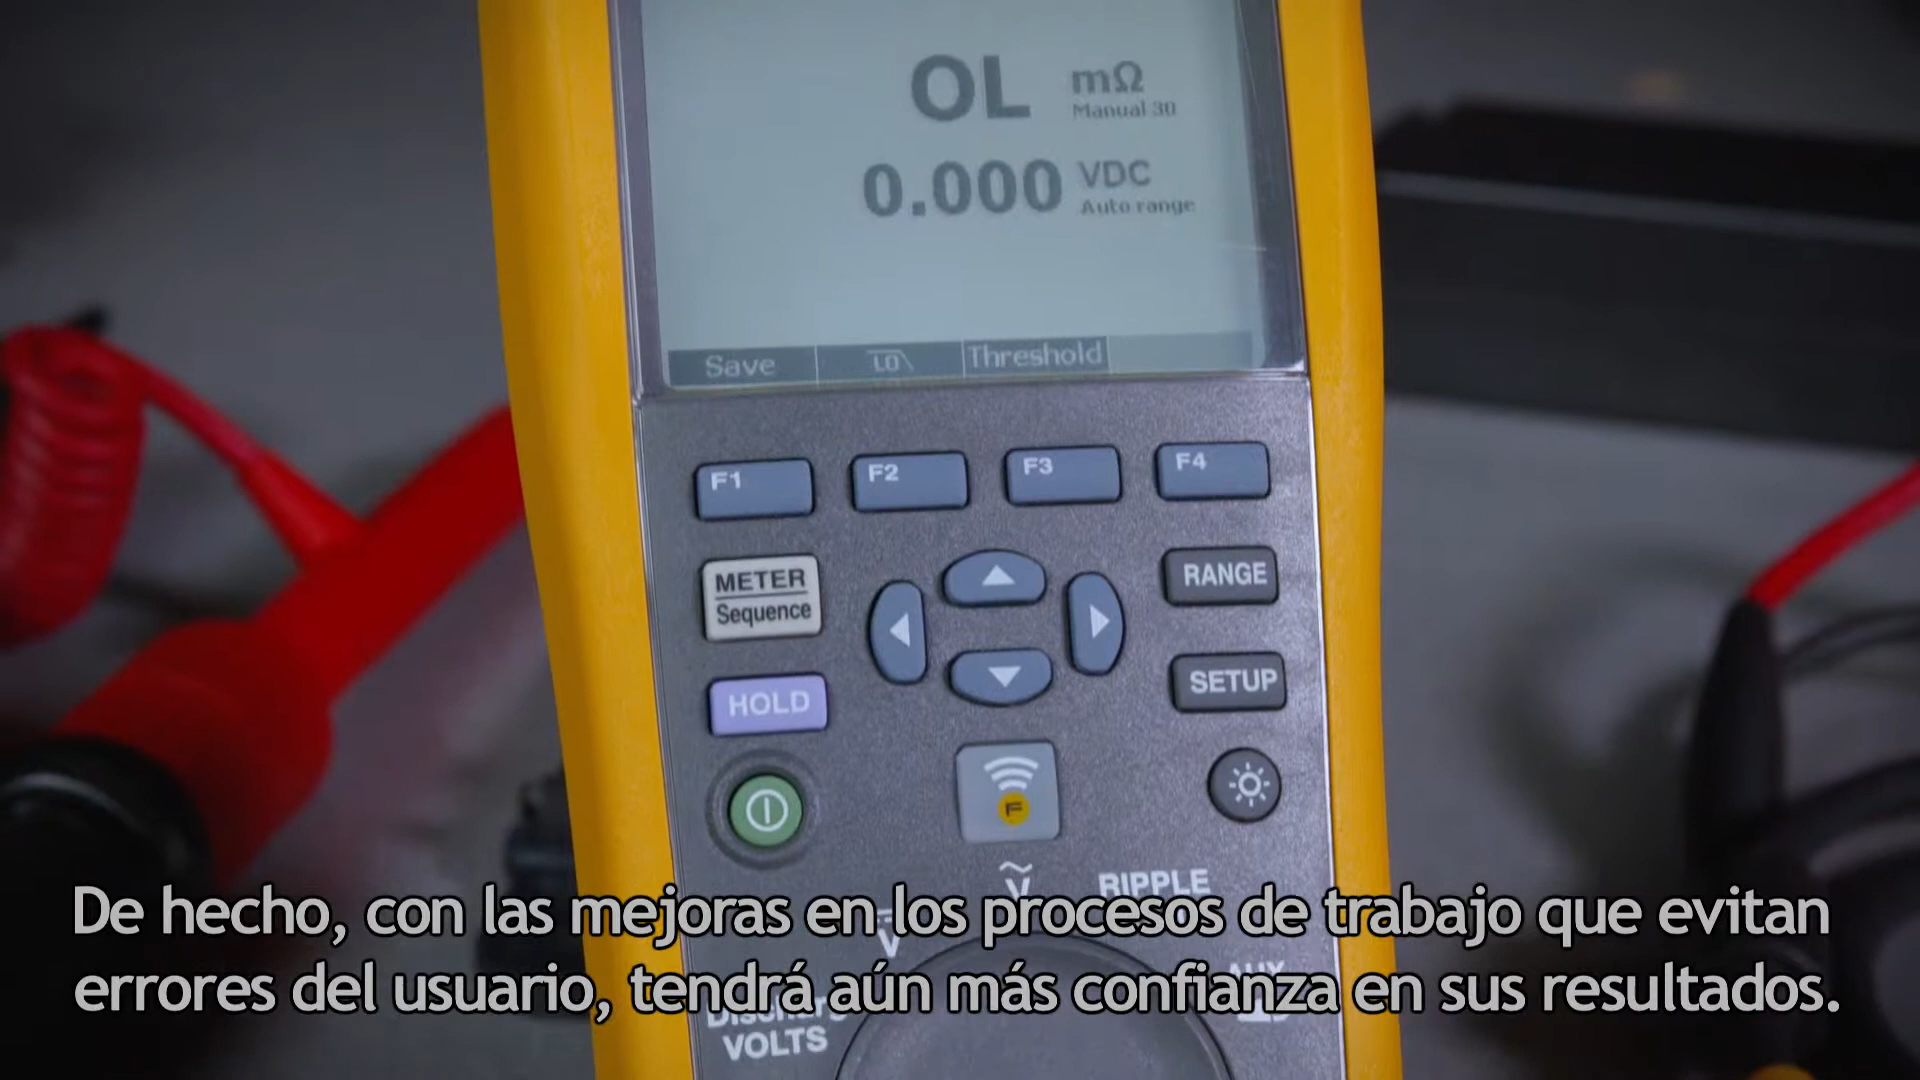 OL mΩ
Manual 30
0.000 VDC
Auto range
Save LO Threshold
F1 F2 F3 F4
METER
Sequence
RANGE
HOLD
SETUP
F
V
RIPPLE
De hecho, con las mejoras en los procesos de trabajo que evitan
V
errores del usuario, tendrá aún más confianza en sus resultados.
AUX
VOLTS